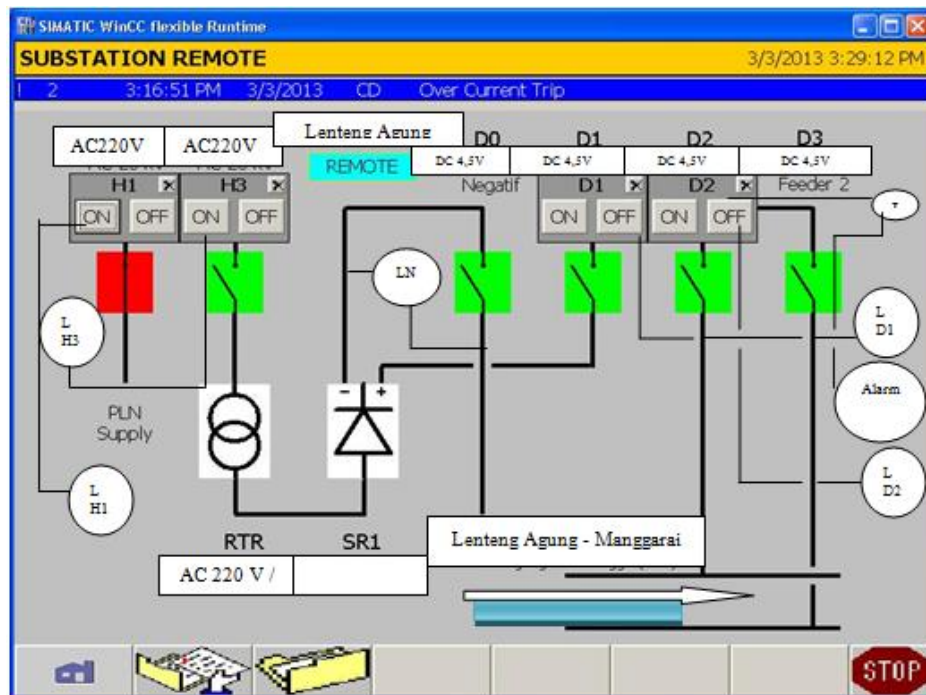 SIMATIC WinCC flexible Runtime
SUBSTATION REMOTE 3/3/2013 3:29:12 PM
! 2 3:16:51 PM 3/3/2013 CD Over Current Trip
AC220V AC220V Lenteng Agung D0 D1 D2 D3
REMOTE DC 4,5V DC 4,5V DC 4,5V DC 4,5V
H1 H3 Negatif D1 D2 Feeder 2
ON OFF ON OFF ON OFF ON OFF
LN
L
H3
L
D1
- +
Alarm
PLN
Supply
L
H1
L
D2
RTR SR1 Lenteng Agung - Manggarai
AC 220 V /
STOP